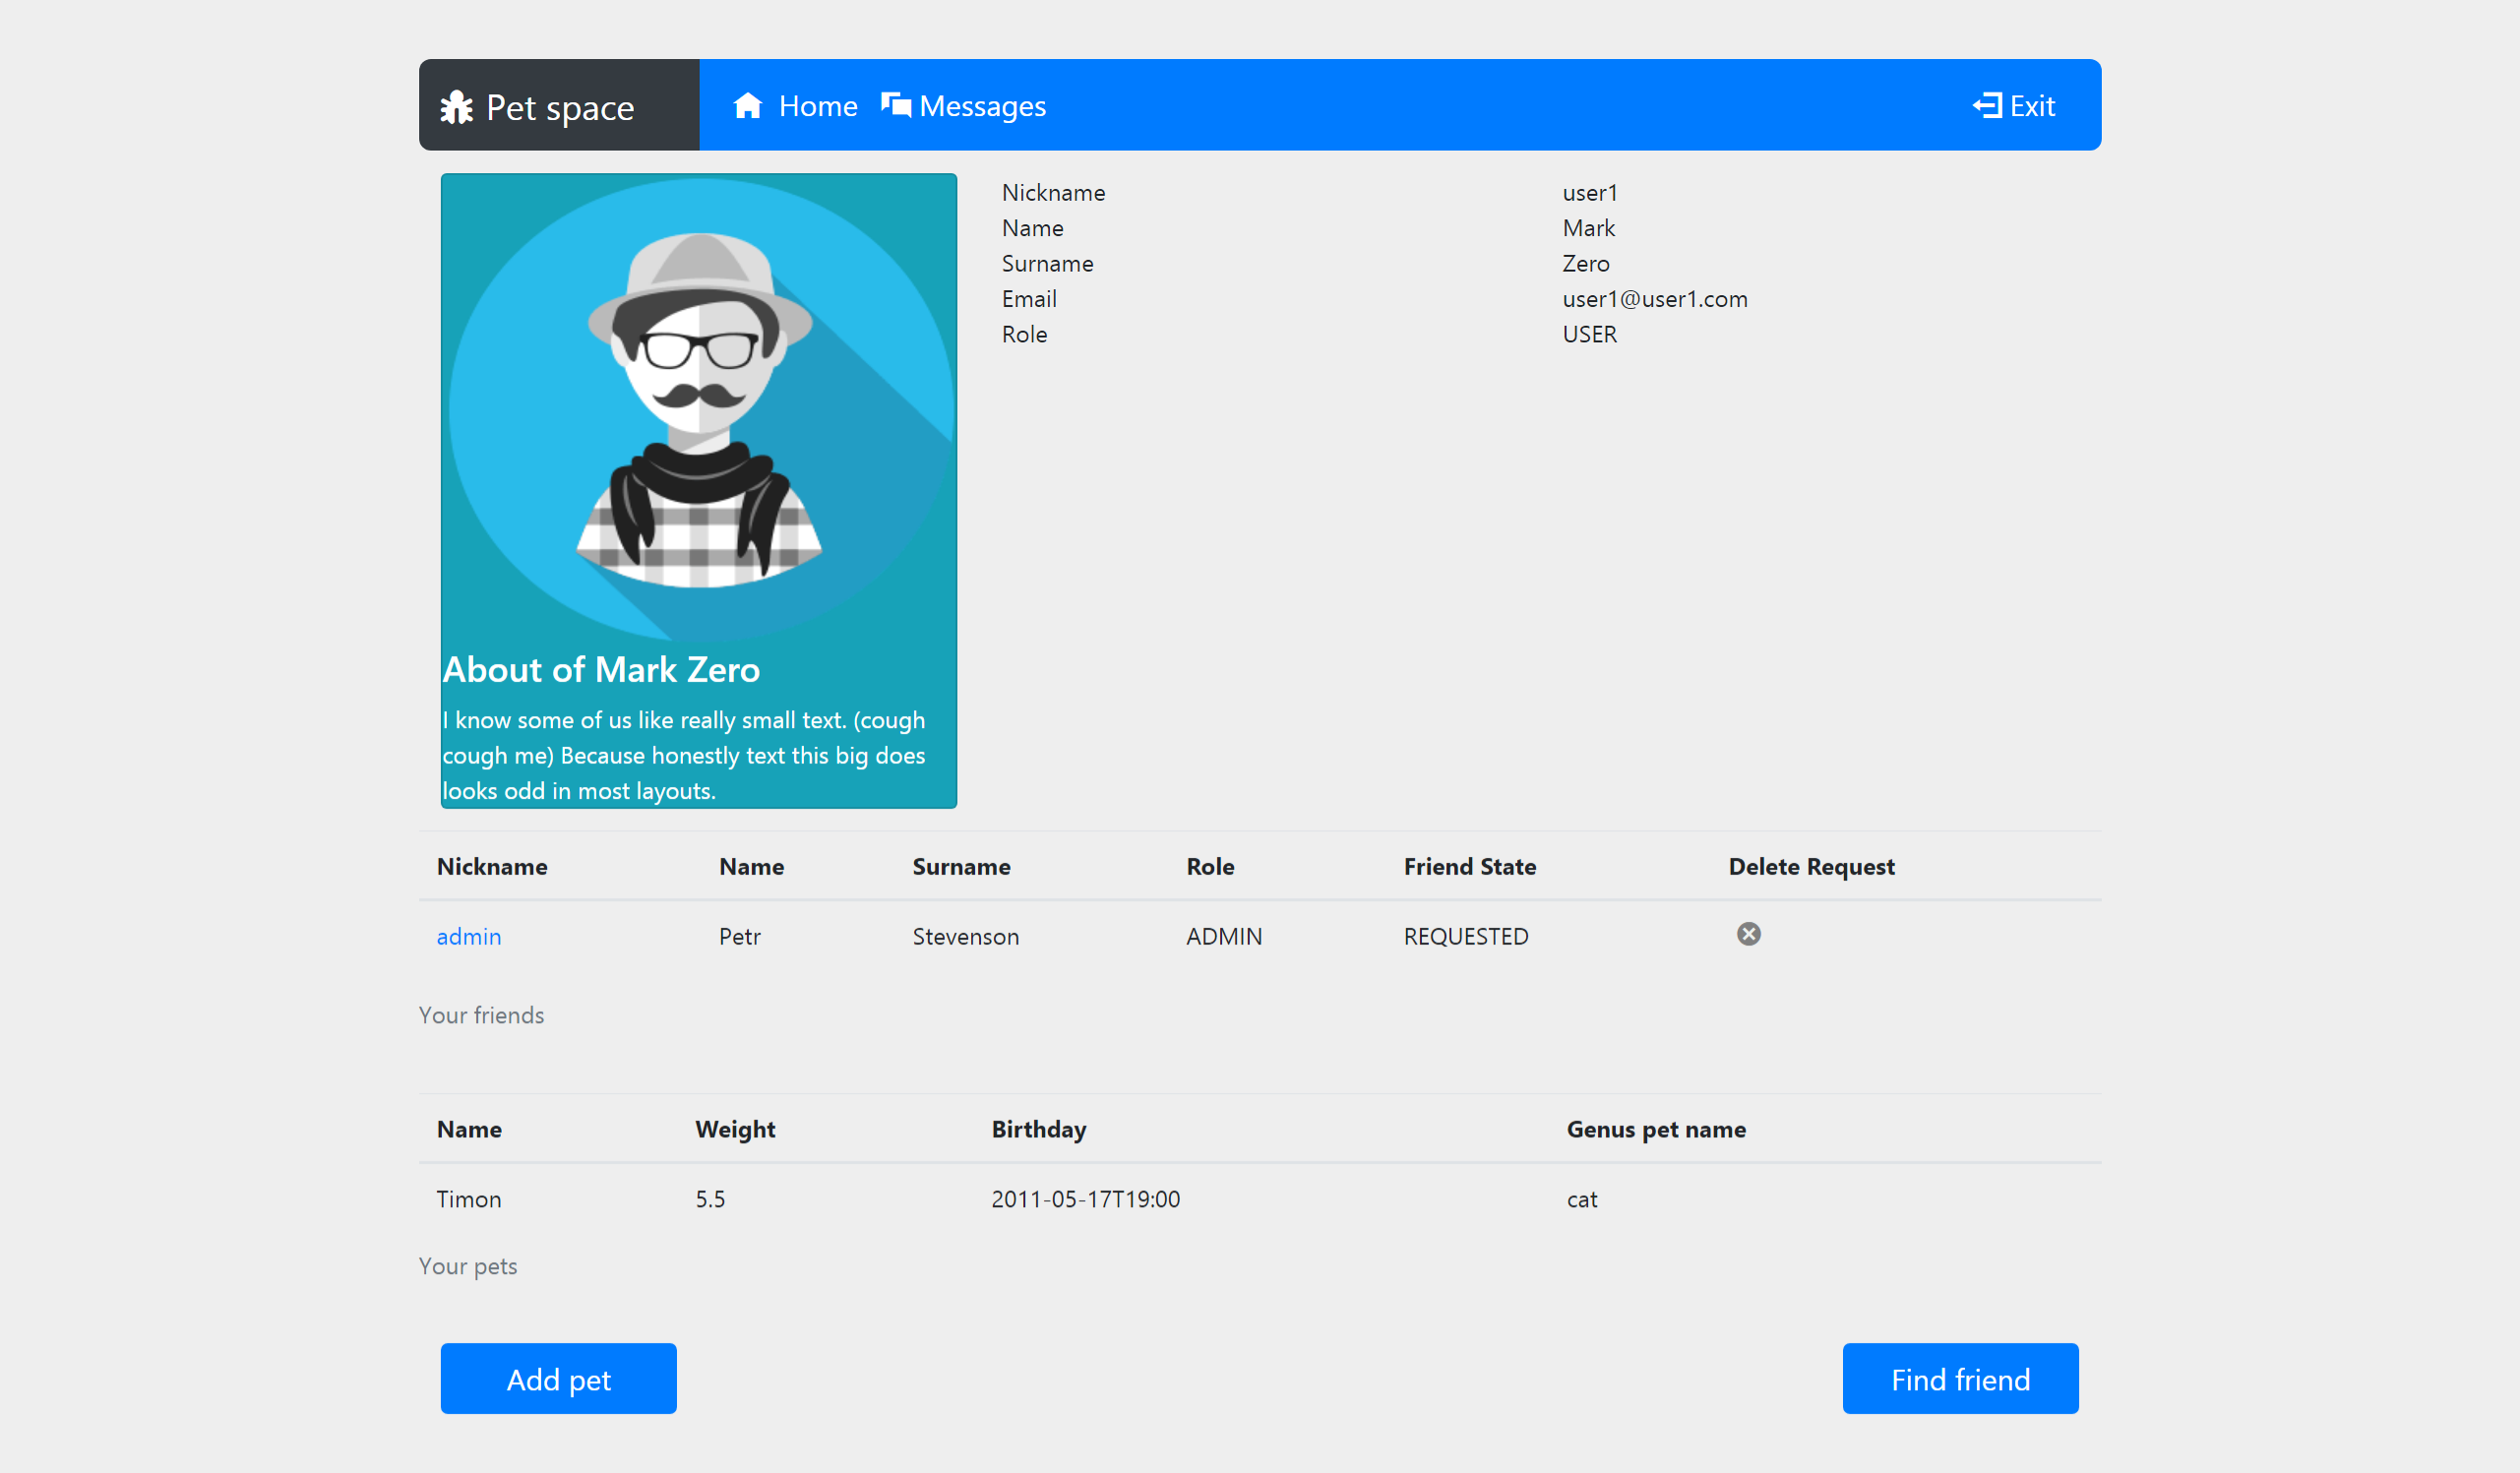 Pet space Home Messages Exit
Nickname user1
Name Mark
Surname Zero
Email user1@user1.com
Role USER
About of Mark Zero
I know some of us like really small text. (cough
cough me) Because honestly text this big does
looks odd in most layouts.
Nickname Name Surname Role Friend State Delete Request
admin Petr Stevenson ADMIN REQUESTED
Your friends
Name Weight Birthday Genus pet name
Timon 5.5 2011-05-17T19:00 cat
Your pets
Add pet Find friend